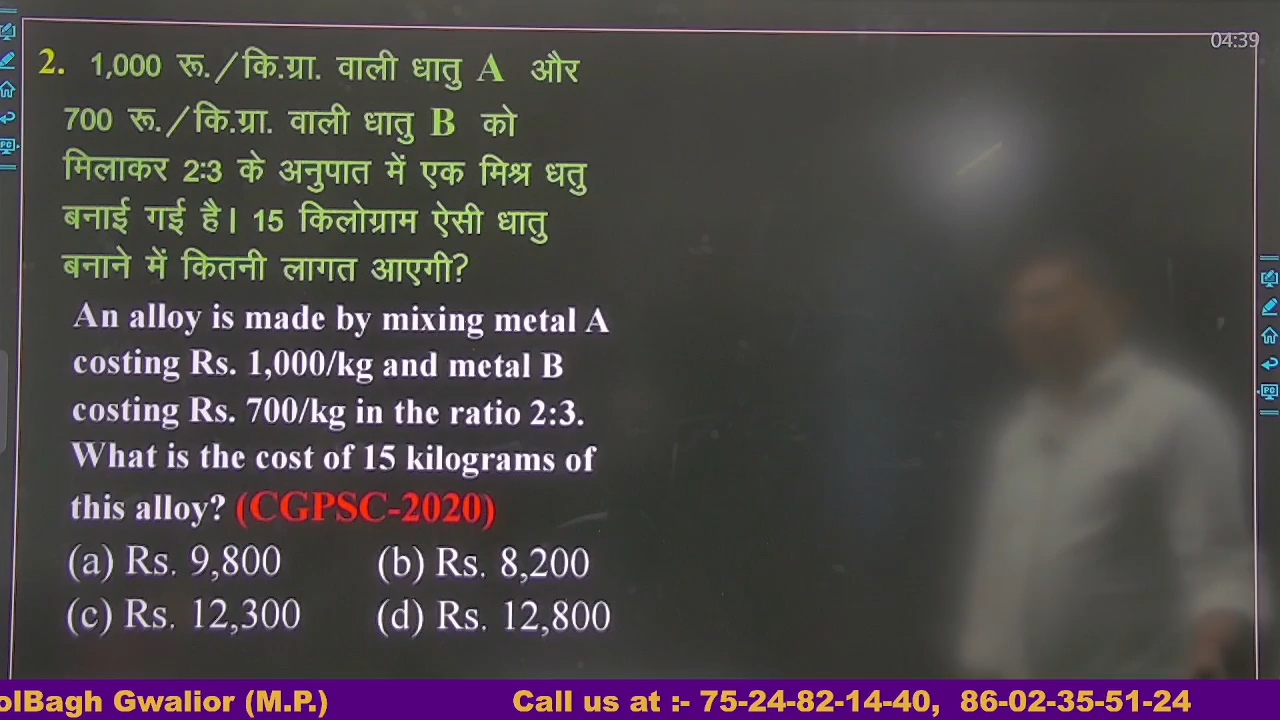 04:39
2. 1,000 रू./कि.ग्रा. वाली धातु A और
700 रू./कि.ग्रा. वाली धातु B को
मिलाकर 2:3 के अनुपात में एक मिश्र धतु
बनाई गई है। 15 किलोग्राम ऐसी धातु
बनाने में कितनी लागत आएगी?
An alloy is made by mixing metal A
costing Rs. 1,000/kg and metal B
costing Rs. 700/kg in the ratio 2:3.
What is the cost of 15 kilograms of
this alloy? (CGPSC-2020)
(a) Rs. 9,800 (b) Rs. 8,200
(c) Rs. 12,300 (d) Rs. 12,800
olBagh Gwalior (M.P.) Call us at :- 75-24-82-14-40, 86-02-35-51-24